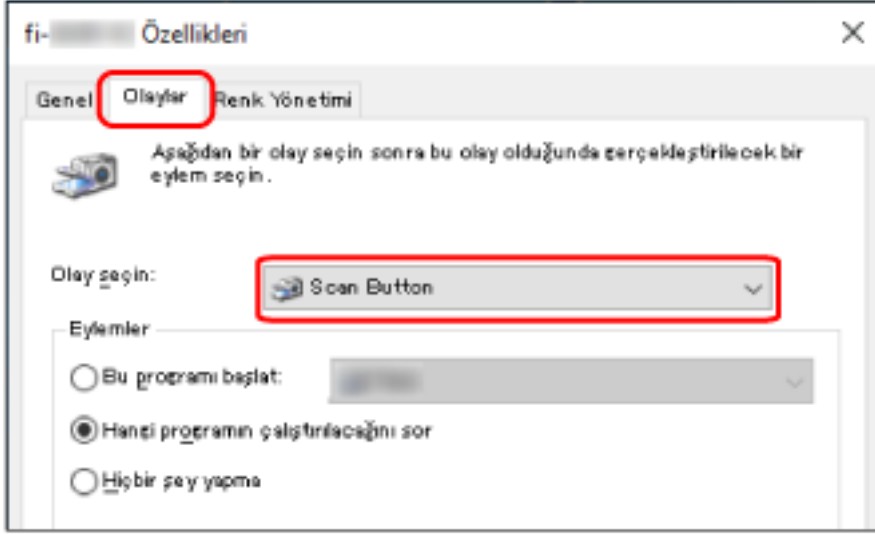 fi- Özellikleri
Genel Olaylar Renk Yönetimi
Aşağıdan bir olay seçin sonra bu olay olduğunda gerçekleştirilecek bir
eylem seçin.
Olay seçin: Scan Button
Eylemler
Bu programı başlat:
Hangi programın çalıştırılacağını sor
Hiçbir şey yapma